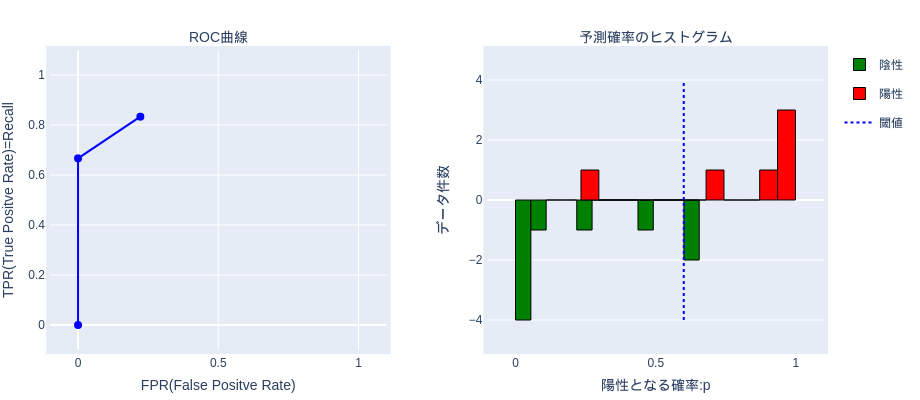 ROC曲線
1
0.8
0.6
0.4
0.2
0
0
0.5
1
TPR(True Positve Rate)=Recall
FPR(False Positve Rate)
予測確率のヒストグラム
4
2
0
−2
−4
0
0.5
1
データ件数
陽性となる確率:p
陰性
陽性
閾値